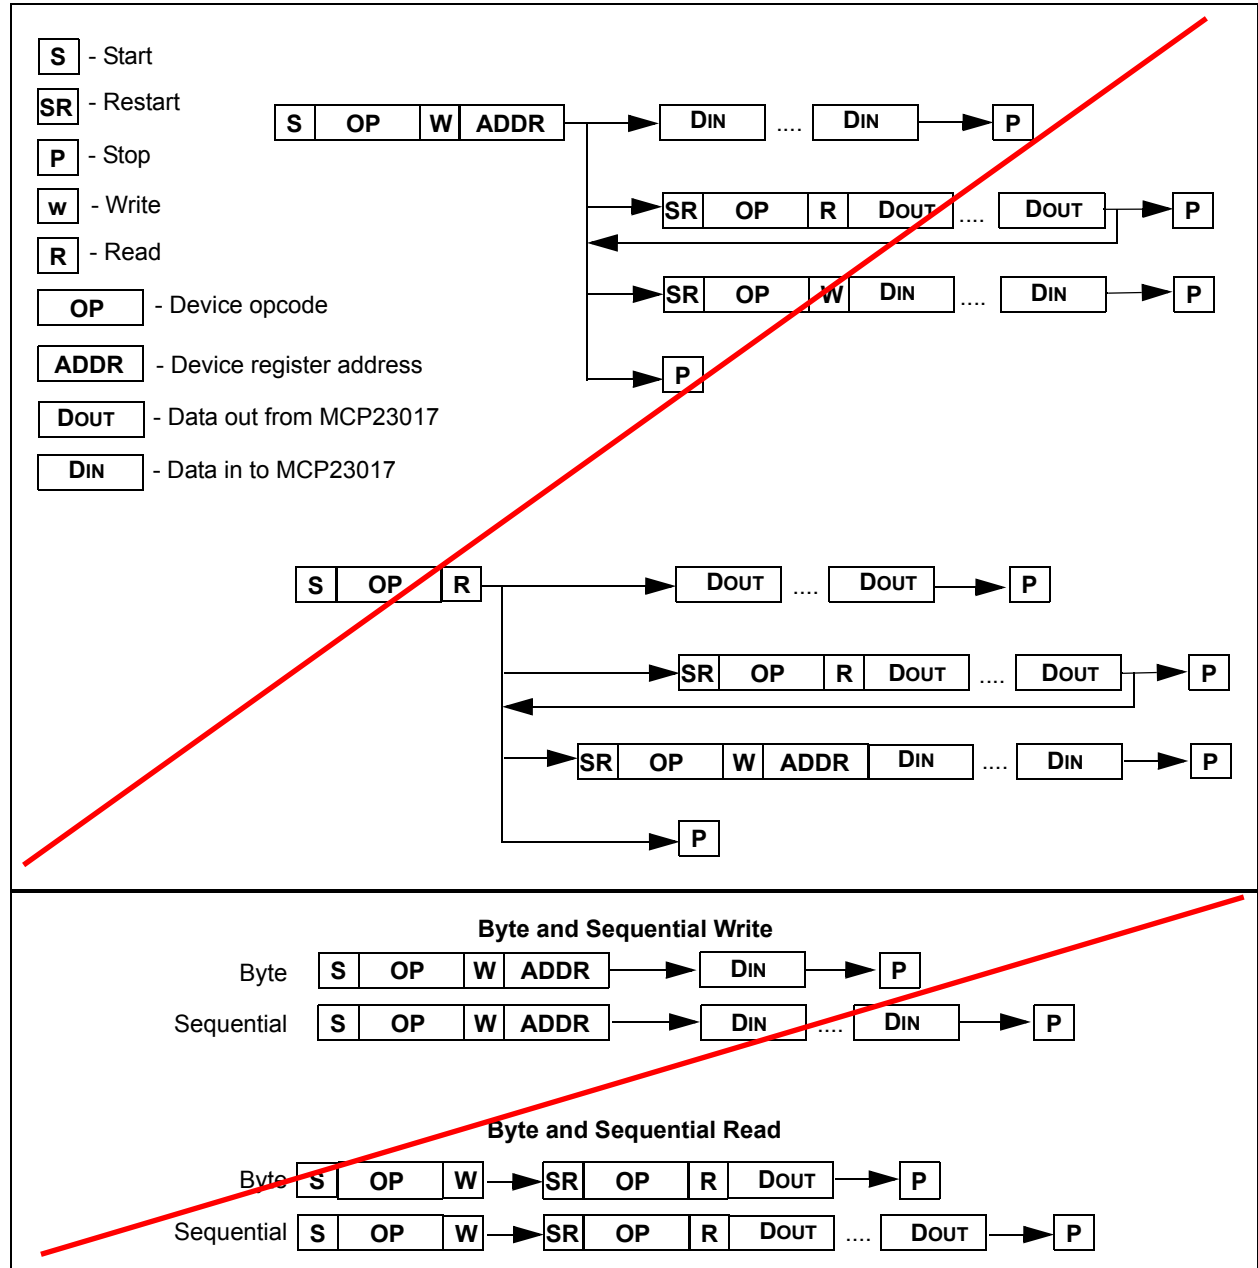 S - Start
SR - Restart
P - Stop
w - Write
R - Read
OP - Device opcode
ADDR - Device register address
DOUT - Data out from MCP23017
DIN - Data in to MCP23017
S OP W ADDR DIN .... DIN P
SR OP R DOUT .... DOUT P
SR OP W DIN .... DIN P
P
S OP R DOUT .... DOUT P
SR OP R DOUT .... DOUT P
SR OP W ADDR DIN .... DIN P
P
Byte and Sequential Write
Byte S OP W ADDR DIN P
Sequential S OP W ADDR DIN .... DIN P
Byte and Sequential Read
Byte S OP W SR OP R DOUT P
Sequential S OP W SR OP R DOUT .... DOUT P